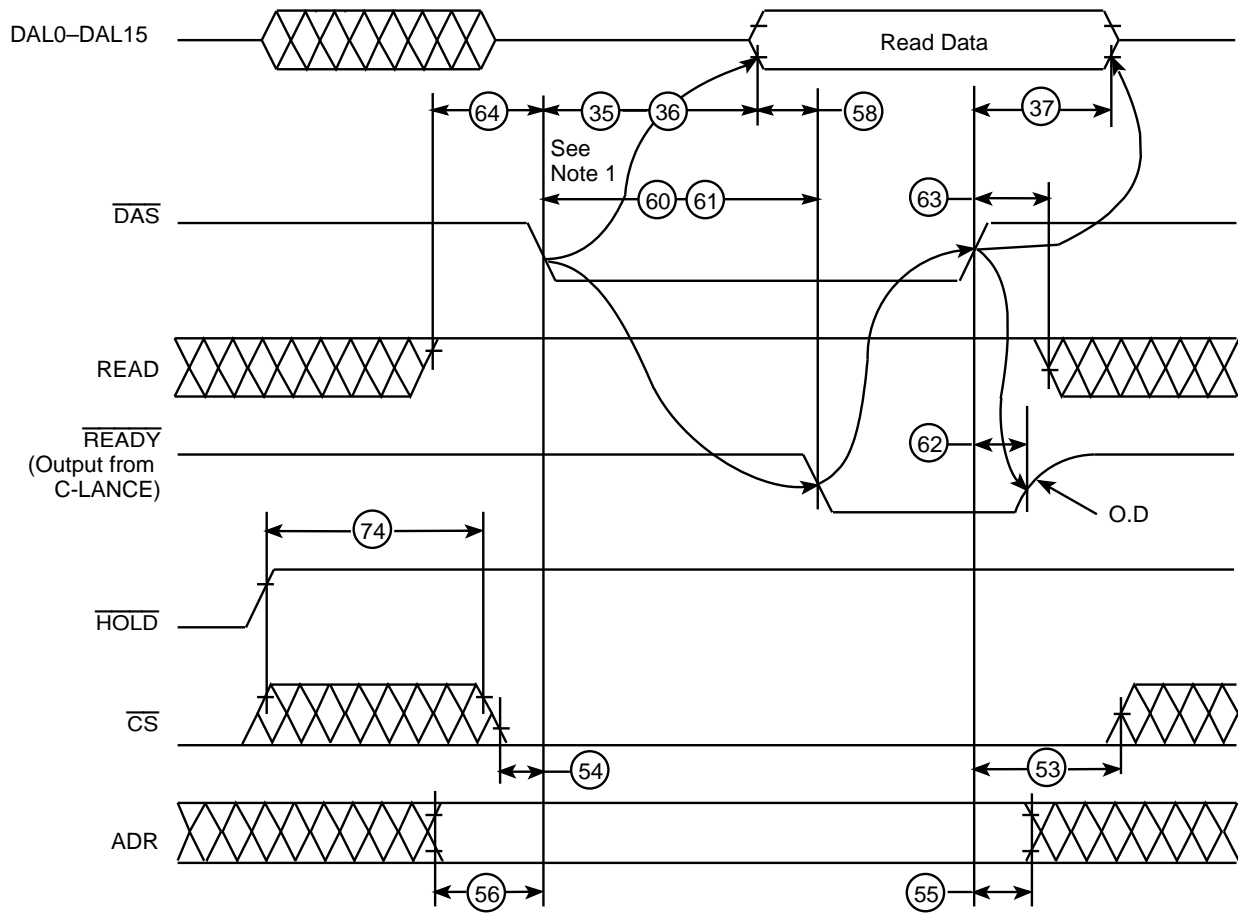 DAL0–DAL15
Read Data
64
35
36
58
37
See
Note 1
60
61
63
DAS
READ
READY
(Output from
C-LANCE)
62
O.D
74
HOLD
CS
54
53
ADR
56
55